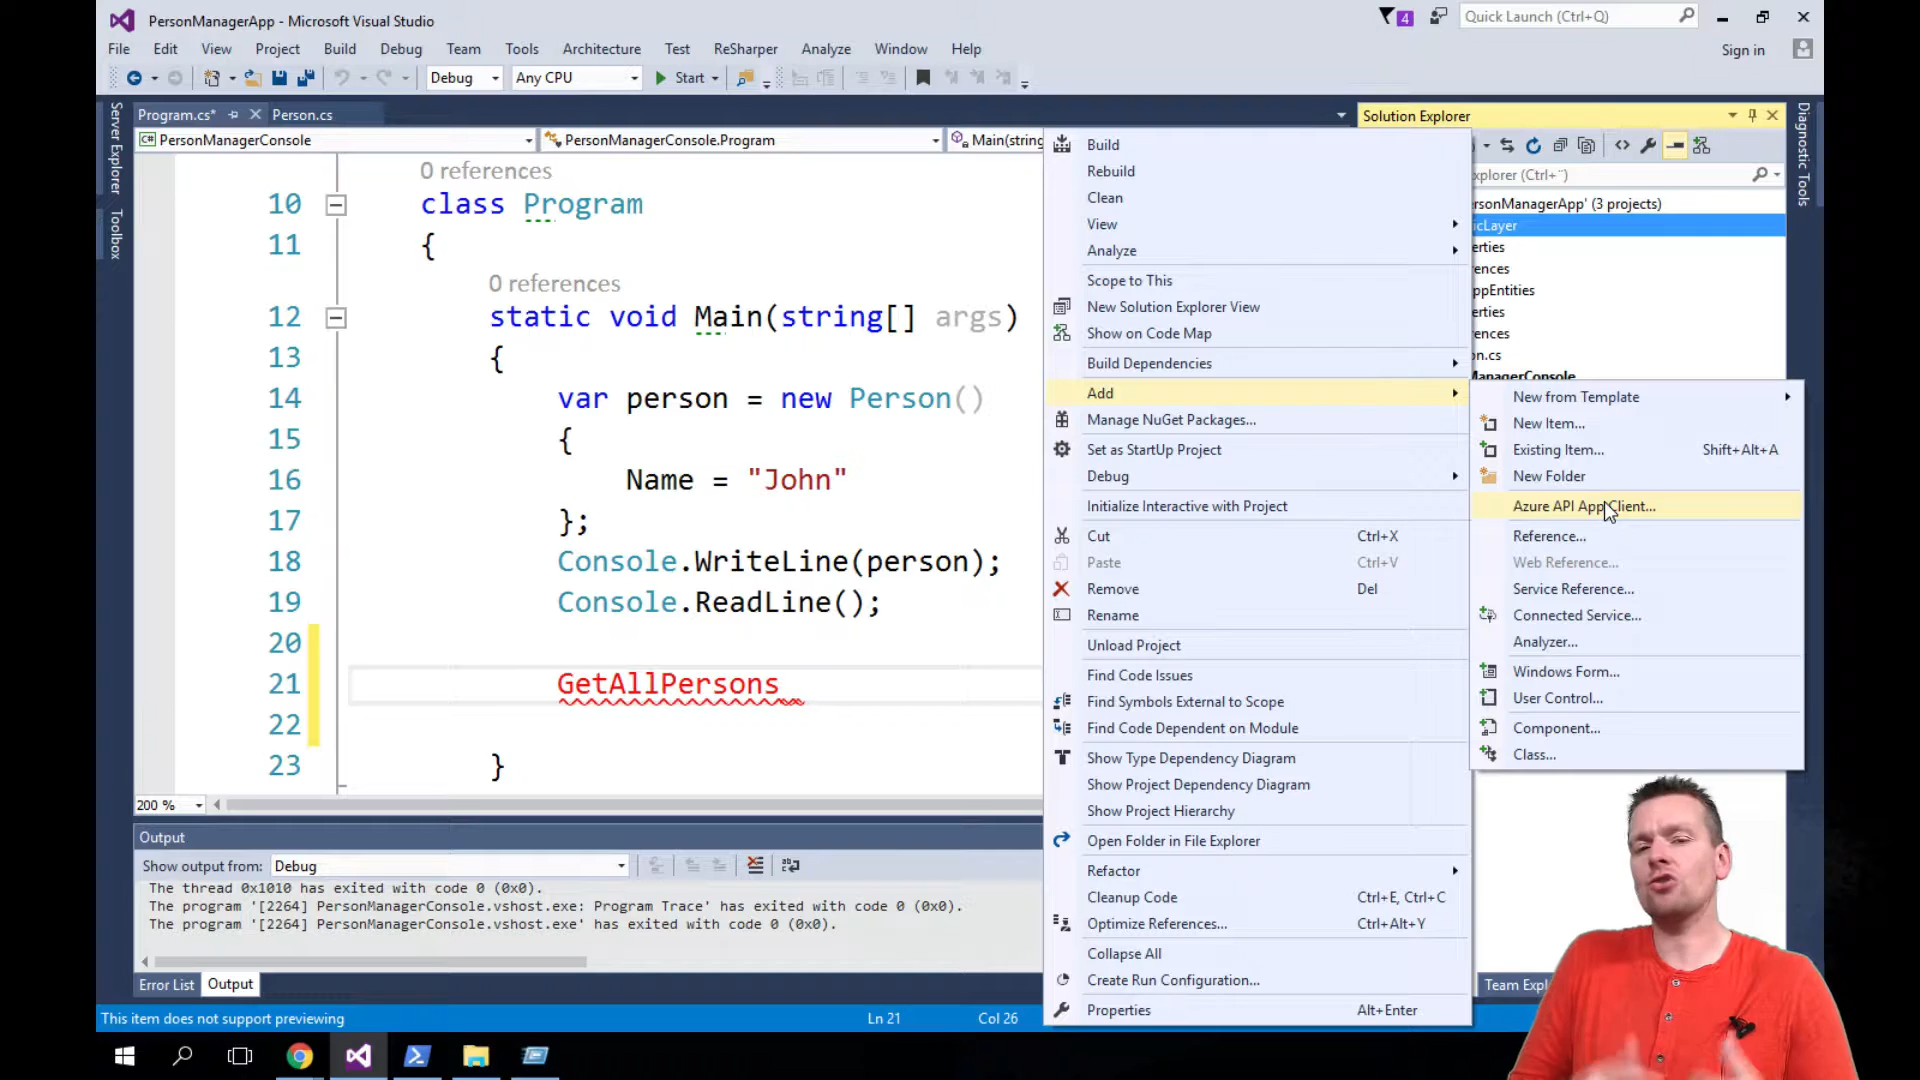 PersonManagerApp - Microsoft Visual Studio
4
Quick Launch (Ctrl+Q)
File Edit View Project Build Debug Team Tools Architecture Test ReSharper Analyze Window Help
Sign in
Debug Any CPU Start
Server Explorer
Toolbox
Program.cs* Person.cs
PersonManagerConsole PersonManagerConsole.Program Main(string
0 references
10 class Program
11 {
0 references
12 static void Main(string[] args)
13 {
14 var person = new Person()
15 {
16 Name = "John"
17 };
18 Console.WriteLine(person);
19 Console.ReadLine();
20
21 GetAllPersons
22
23 }
200 %
Output
Show output from: Debug
The thread 0x1010 has exited with code 0 (0x0).
The program '[2264] PersonManagerConsole.vshost.exe: Program Trace' has exited with code 0 (0x0).
The program '[2264] PersonManagerConsole.vshost.exe' has exited with code 0 (0x0).
Error List Output
This item does not support previewing
Ln 21 Col 26
Build
Rebuild
Clean
View
Analyze
Scope to This
New Solution Explorer View
Show on Code Map
Build Dependencies
Add
Manage NuGet Packages...
Set as StartUp Project
Debug
Initialize Interactive with Project
Cut Ctrl+X
Paste Ctrl+V
Remove Del
Rename
Unload Project
Find Code Issues
Find Symbols External to Scope
Find Code Dependent on Module
Show Type Dependency Diagram
Show Project Dependency Diagram
Show Project Hierarchy
Open Folder in File Explorer
Refactor
Cleanup Code Ctrl+E, Ctrl+C
Optimize References... Ctrl+Alt+Y
Collapse All
Create Run Configuration...
Properties Alt+Enter
Solution Explorer
xplorer (Ctrl+¨)
ersonManagerApp' (3 projects)
icLayer
erties
ences
ppEntities
erties
ences
on.cs
ManagerConsole
New from Template
New Item...
Existing Item... Shift+Alt+A
New Folder
Azure API App Client...
Reference...
Web Reference...
Service Reference...
Connected Service...
Analyzer...
Windows Form...
User Control...
Component...
Class...
Team Expl
Diagnostic Tools